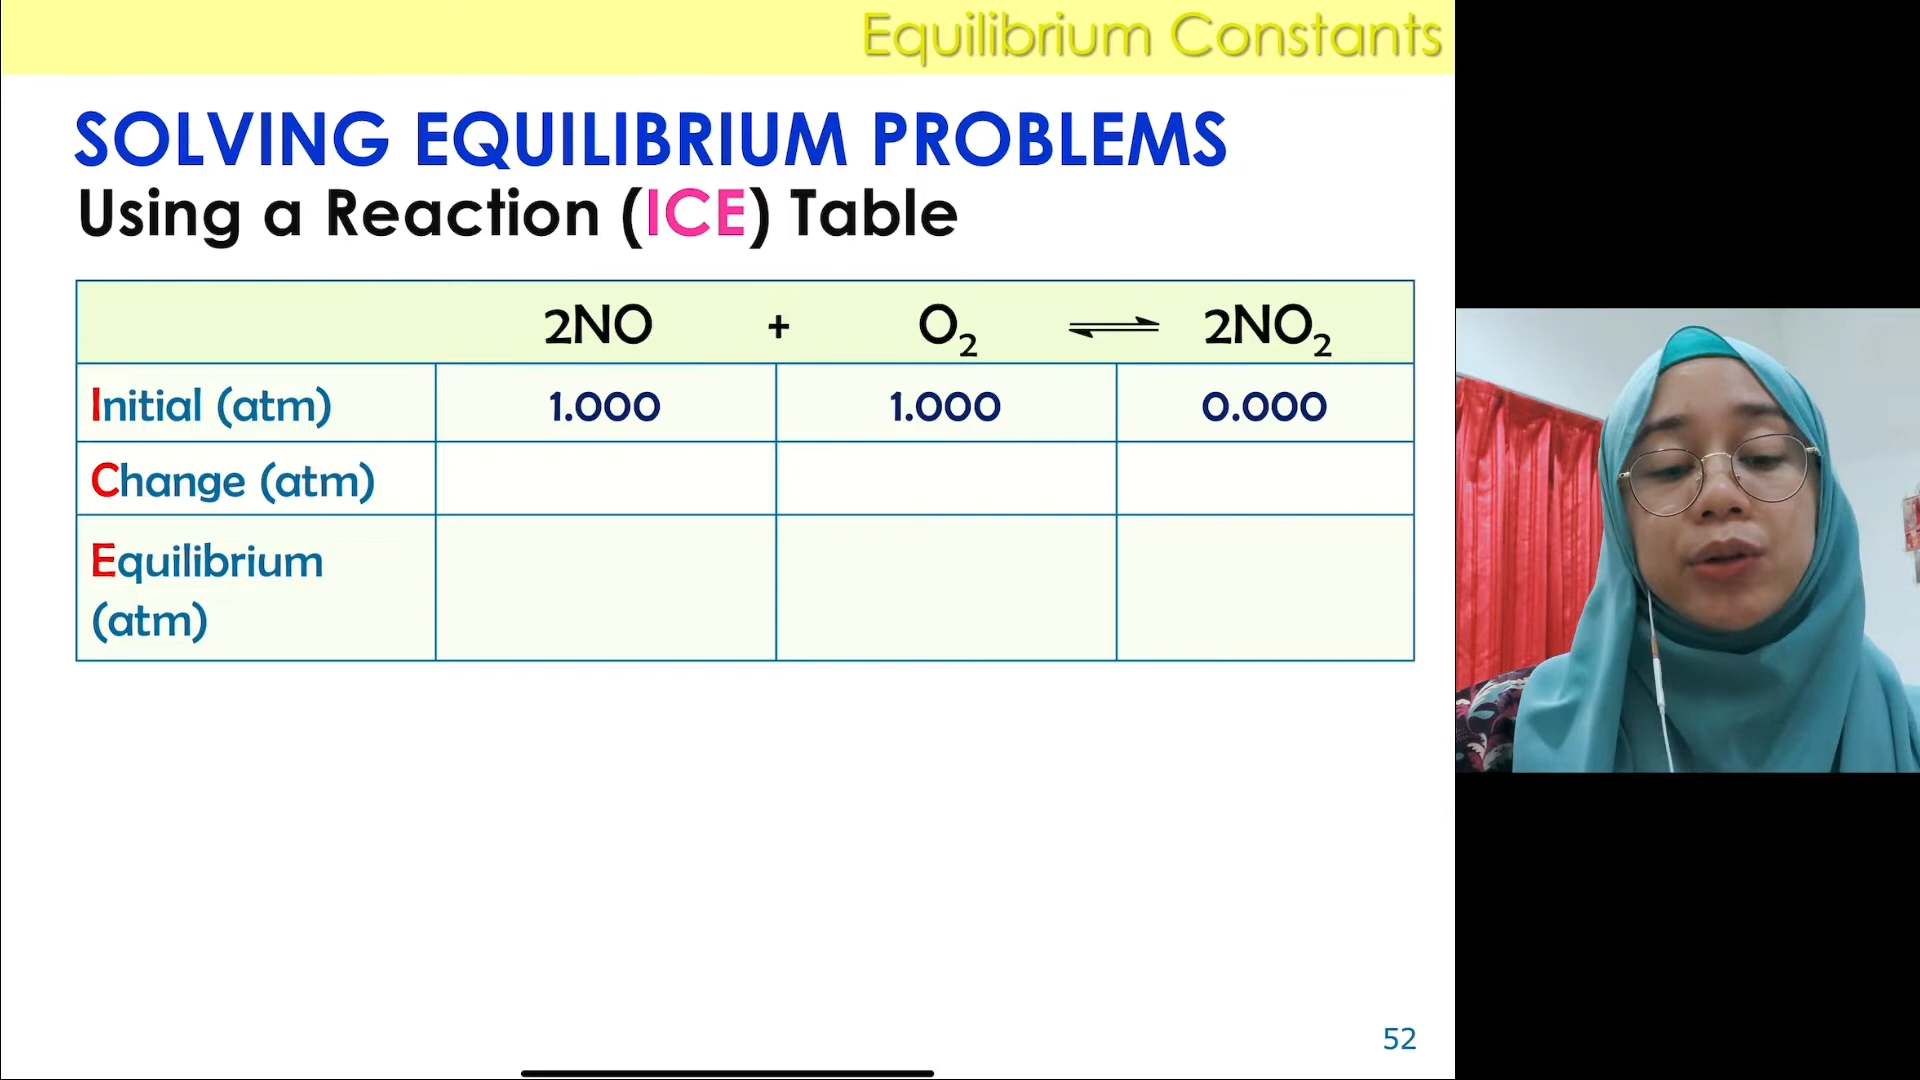 Equilibrium Constants
SOLVING EQUILIBRIUM PROBLEMS
Using a Reaction (ICE) Table
2NO + O₂ ⇌ 2NO₂
Initial (atm) 1.000 1.000 0.000
Change (atm)
Equilibrium
(atm)
52